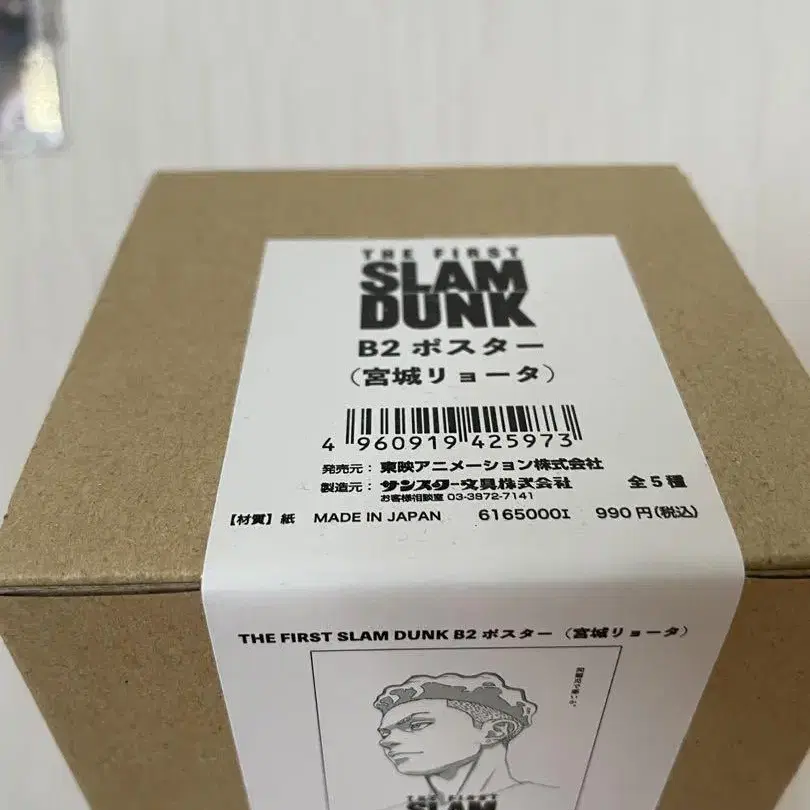 THE FIRST
SLAM
DUNK
B2 ポスター
（宮城リョータ）
4 960919 425973
発売元：東映アニメーション株式会社
製造元：サンスター文具株式会社 全5種
お客様相談室 03-3872-7141
【材質】紙 MADE IN JAPAN 6165000I 990円（税込）
THE FIRST SLAM DUNK B2 ポスター（宮城リョータ）
THE FIRST
SLAM